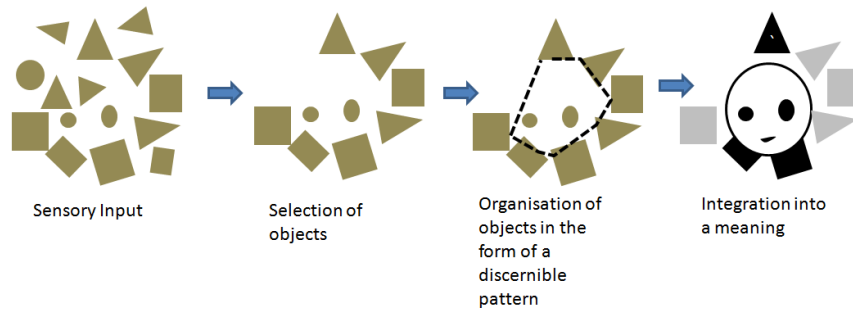 Sensory Input
Selection of
objects
Organisation of
objects in the
form of a
discernible
pattern
Integration into
a meaning